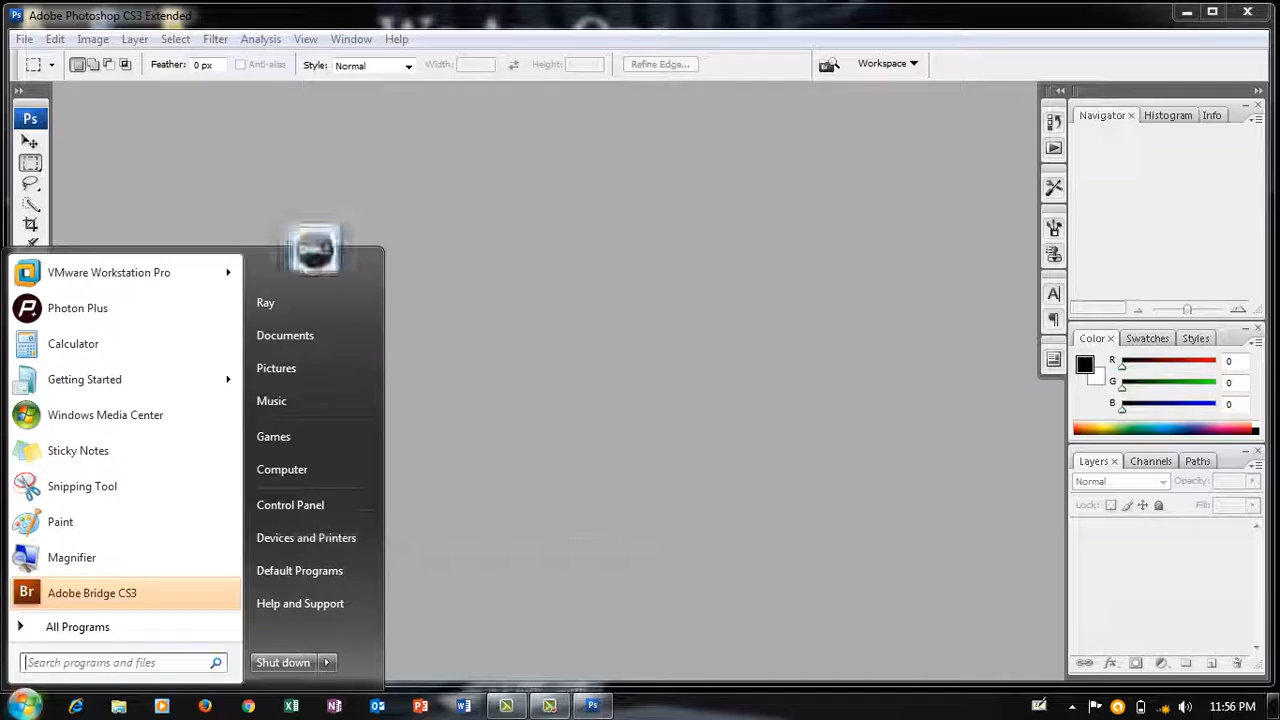 Adobe Photoshop CS3 Extended
File Edit Image Layer Select Filter Analysis View Window Help
Feather: 0 px Anti-alias Style: Normal Width: Height: Refine Edge... Workspace
Ps
Navigator Histogram Info
Color Swatches Styles
R 0
G 0
B 0
Layers Channels Paths
Normal Opacity:
Lock: Fill:
VMware Workstation Pro
Photon Plus
Calculator
Getting Started
Windows Media Center
Sticky Notes
Snipping Tool
Paint
Magnifier
Br Adobe Bridge CS3
All Programs
Search programs and files
Ray
Documents
Pictures
Music
Games
Computer
Control Panel
Devices and Printers
Default Programs
Help and Support
Shut down
11:56 PM